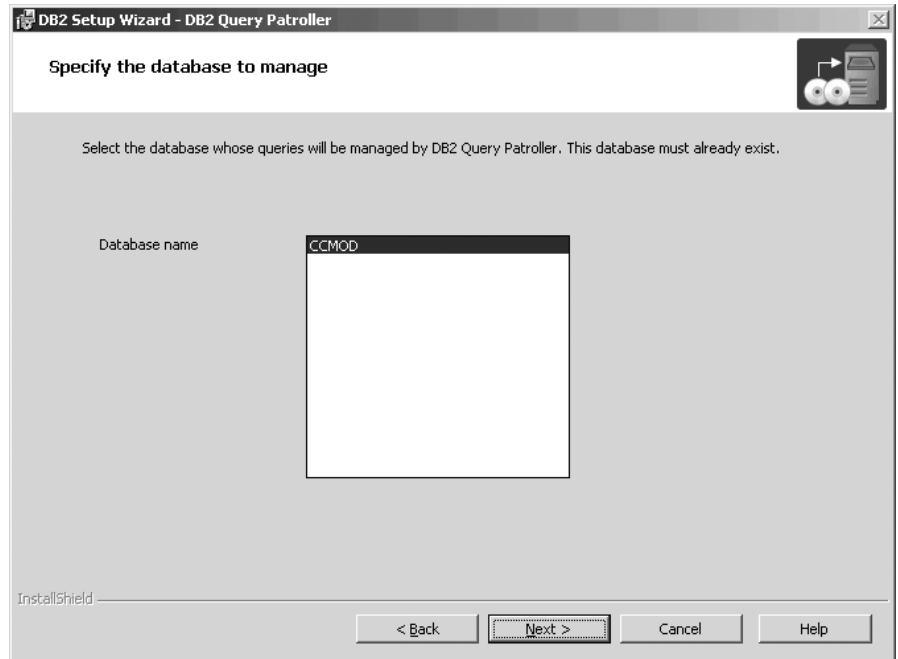 DB2 Setup Wizard - DB2 Query Patroller
Specify the database to manage
Select the database whose queries will be managed by DB2 Query Patroller. This database must already exist.
Database name
CCMOD
InstallShield
< Back
Next >
Cancel
Help